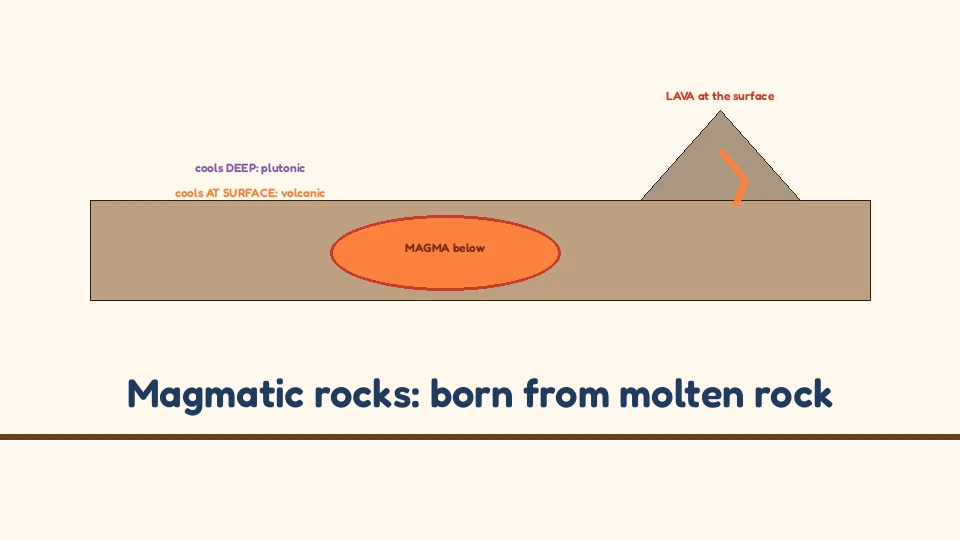 LAVA at the surface
cools DEEP: plutonic
cools AT SURFACE: volcanic
MAGMA below
Magmatic rocks: born from molten rock